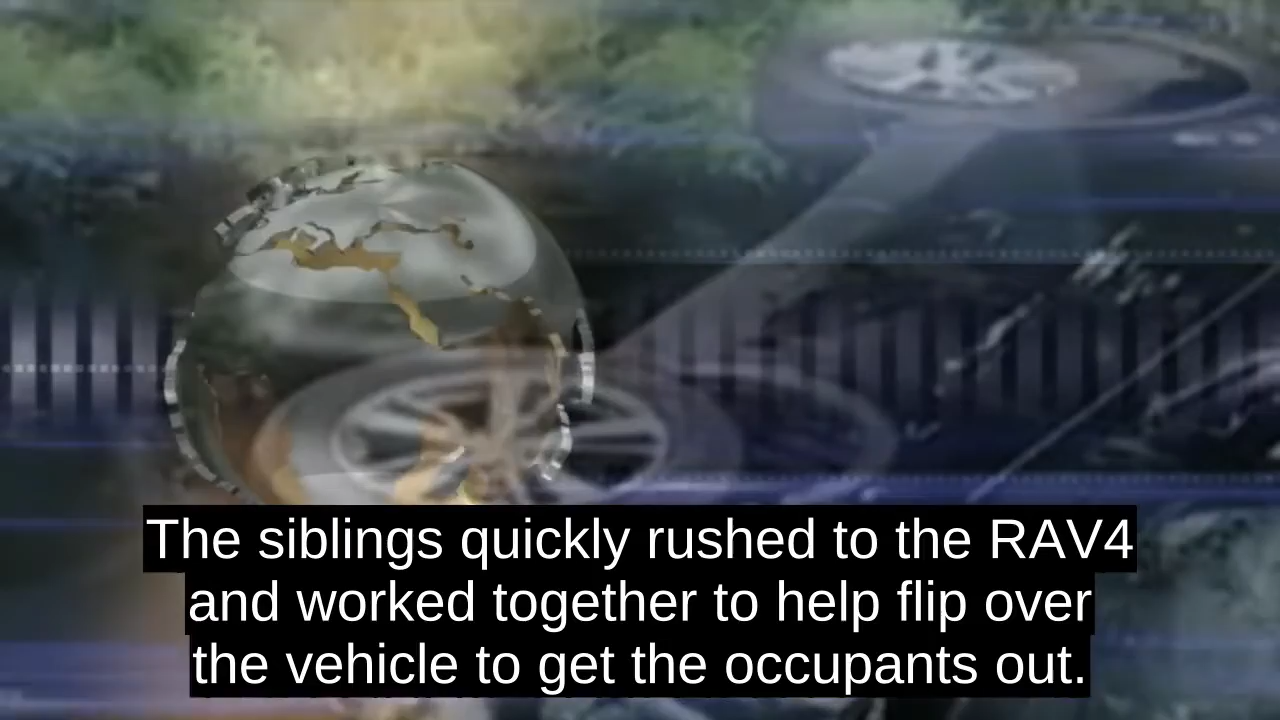 The siblings quickly rushed to the RAV4
and worked together to help flip over
the vehicle to get the occupants out.